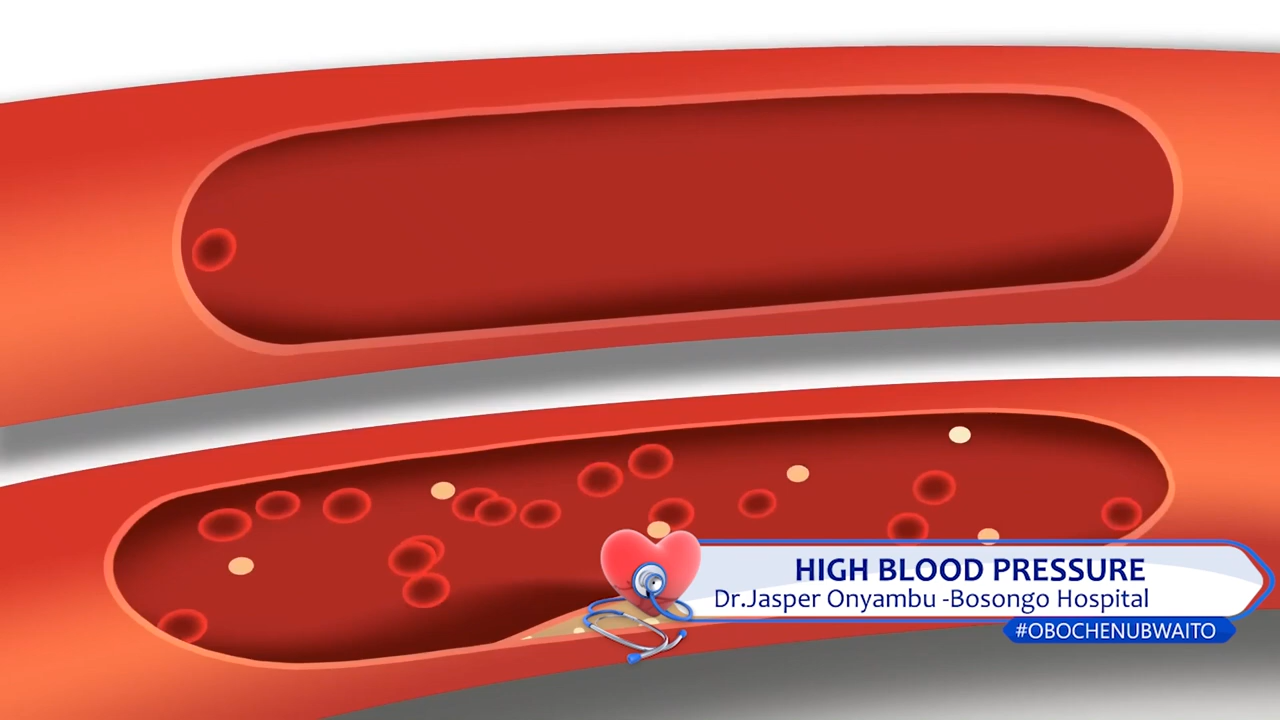 HIGH BLOOD PRESSURE
Dr.Jasper Onyambu -Bosongo Hospital
#OBOCHENUBWAITO